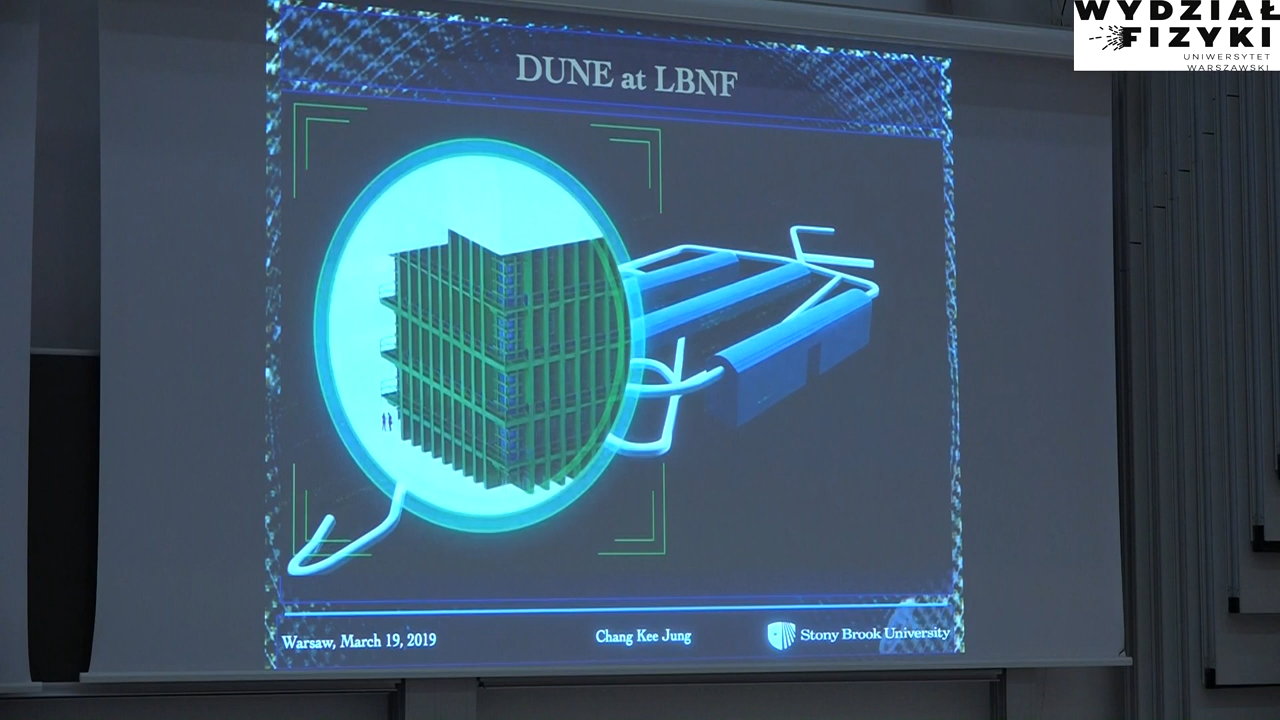 WYDZIAŁ
FIZYKI
UNIWERSYTET
WARSZAWSKI
DUNE at LBNF
Warsaw, March 19, 2019
Chang Kee Jung
Stony Brook University